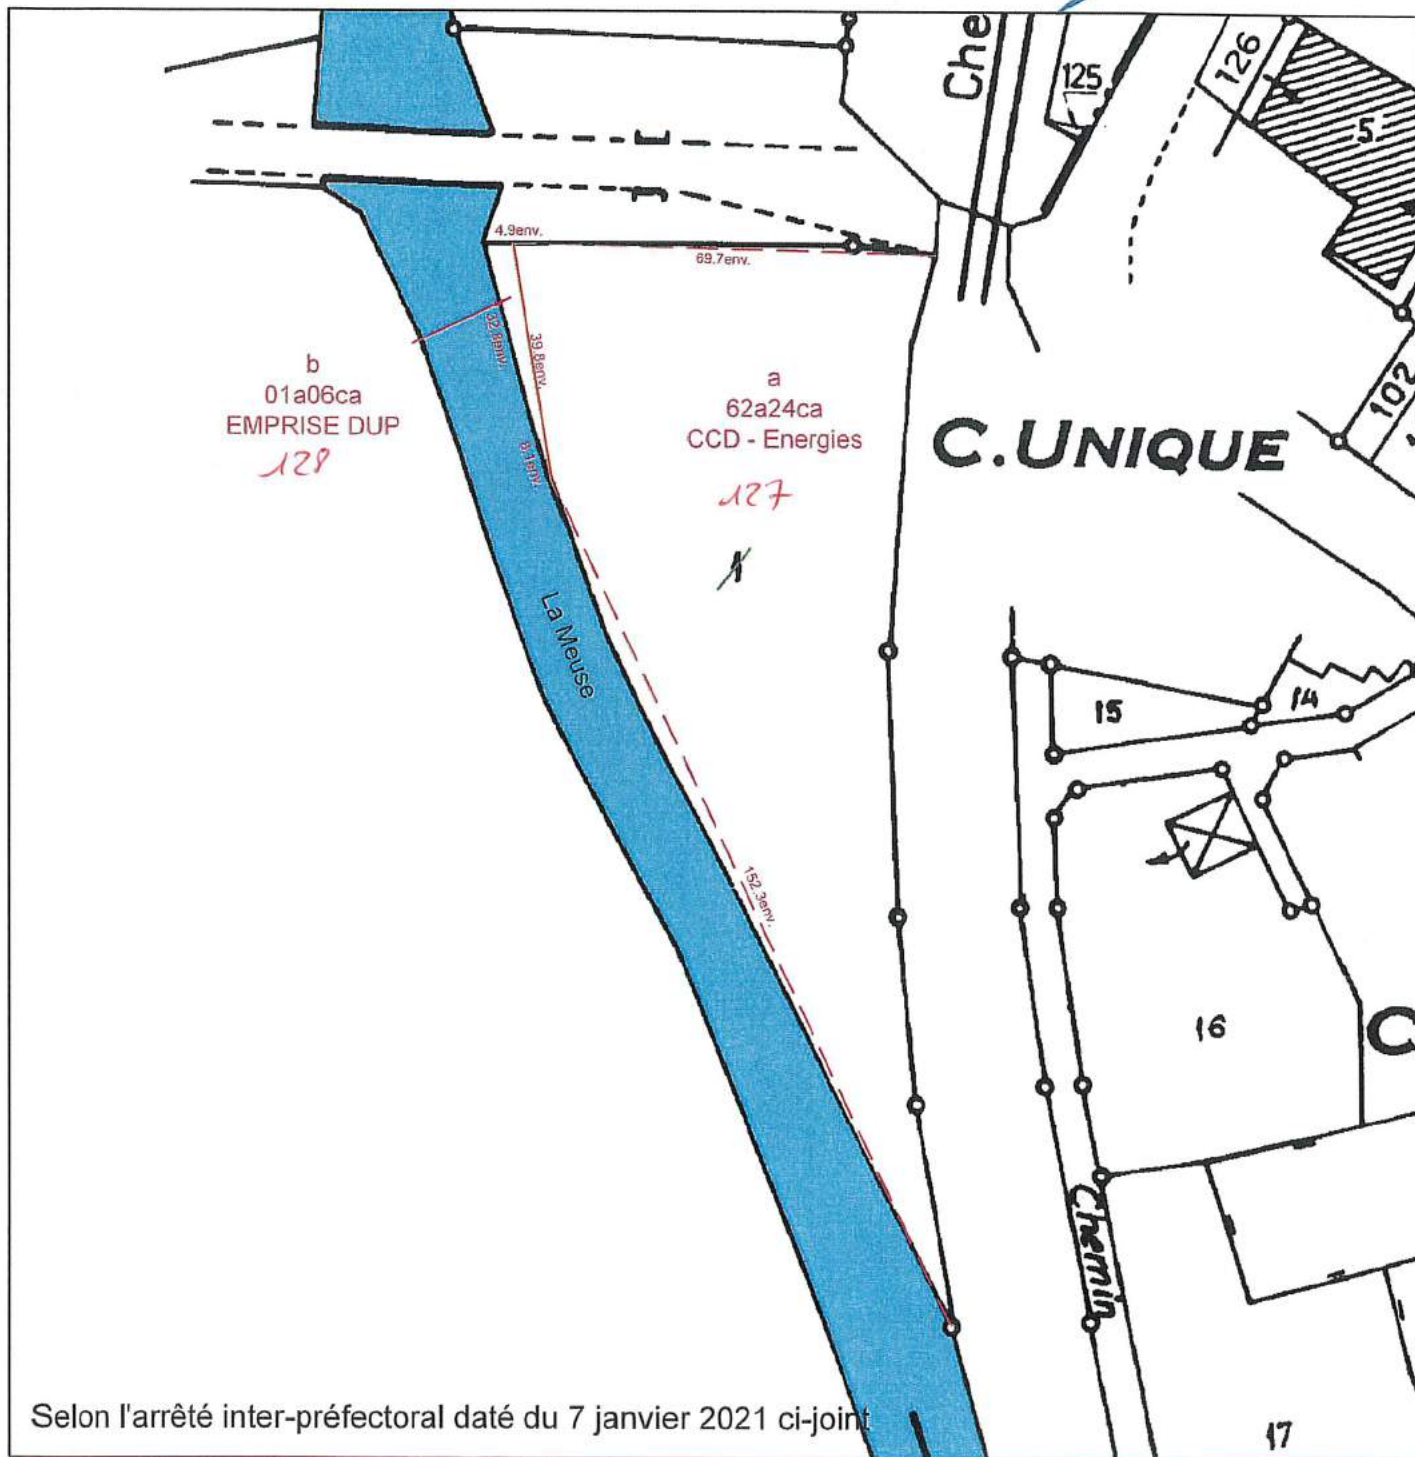 Che
125
126
5
4.9env.
69.7env.
32.8env.
39.8env.
b
01a06ca
EMPRISE DUP
128
a
62a24ca
CCD - Energies
127
8.1env.
C.UNIQUE
102
1
La Meuse
15
14
152.3env.
16
C
Chemin
Selon l'arrêté inter-préfectoral daté du 7 janvier 2021 ci-joint
17